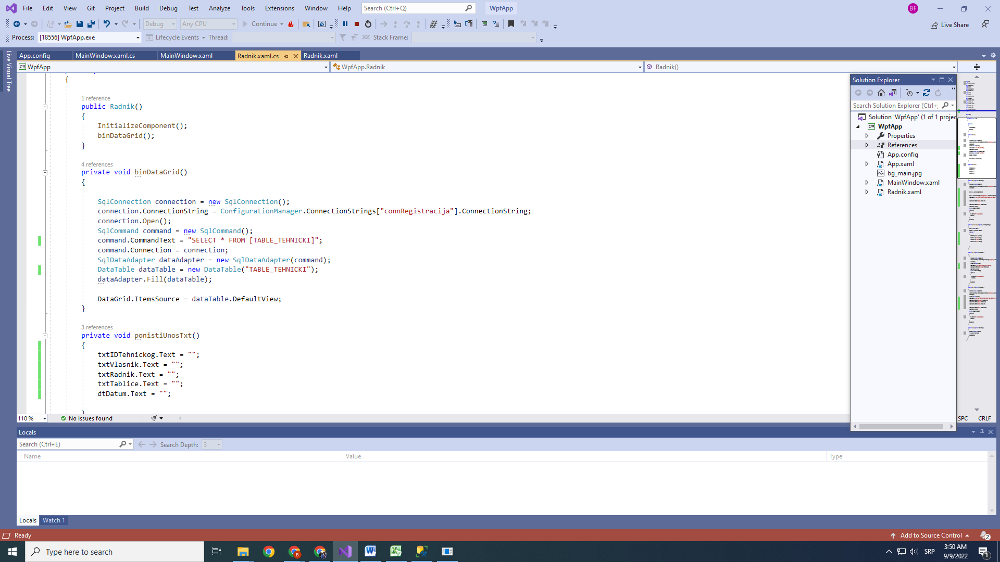 File Edit View Git Project Build Debug Test Analyze Tools Extensions Window Help Search (Ctrl+Q) WpfApp BF
Debug Any CPU Continue Live Share
Process: [18556] WpfApp.exe Lifecycle Events Thread: Stack Frame:
App.config MainWindow.xaml.cs MainWindow.xaml Radnik.xaml.cs Radnik.xaml
Live Visual Tree
C# WpfApp WpfApp.Radnik Radnik()
{
1 reference
public Radnik()
{
InitializeComponent();
binDataGrid();
}
4 references
private void binDataGrid()
{
SqlConnection connection = new SqlConnection();
connection.ConnectionString = ConfigurationManager.ConnectionStrings["connRegistracija"].ConnectionString;
connection.Open();
SqlCommand command = new SqlCommand();
command.CommandText = "SELECT * FROM [TABLE_TEHNICKI]";
command.Connection = connection;
SqlDataAdapter dataAdapter = new SqlDataAdapter(command);
DataTable dataTable = new DataTable("TABLE_TEHNICKI");
dataAdapter.Fill(dataTable);
DataGrid.ItemsSource = dataTable.DefaultView;
}
3 references
private void ponistiUnosTxt()
{
txtIDTehnickog.Text = "";
txtVlasnik.Text = "";
txtRadnik.Text = "";
txtTablice.Text = "";
dtDatum.Text = "";
}
Solution Explorer
Search Solution Explorer (Ctrl+;
Solution 'WpfApp' (1 of 1 projec
C# WpfApp
Properties
References
App.config
App.xaml
bg_main.jpg
MainWindow.xaml
Radnik.xaml
110 % No issues found SPC CRLF
Locals
Search (Ctrl+E) Search Depth: 3
Name Value Type
Locals Watch 1
Ready Add to Source Control 2
Type here to search SRP 3:50 AM
9/9/2022 1